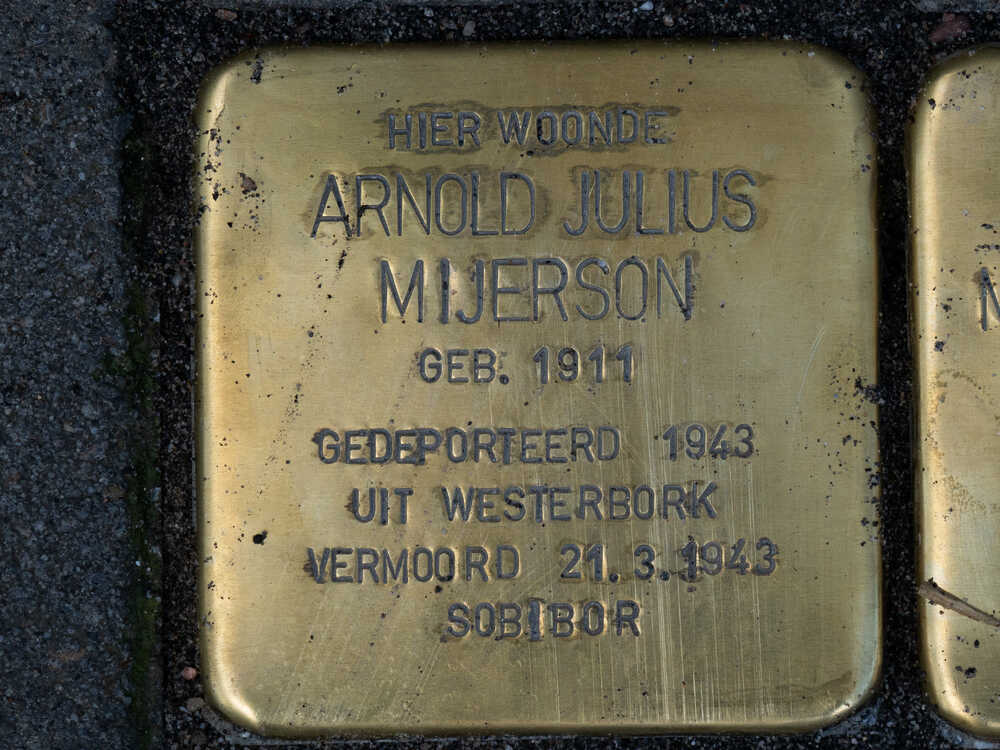 HIER WOONDE
ARNOLD JULIUS
MIJERSON
GEB. 1911
GEDEPORTEERD 1943
UIT WESTERBORK
VERMOORD 21.3.1943
SOBIBOR